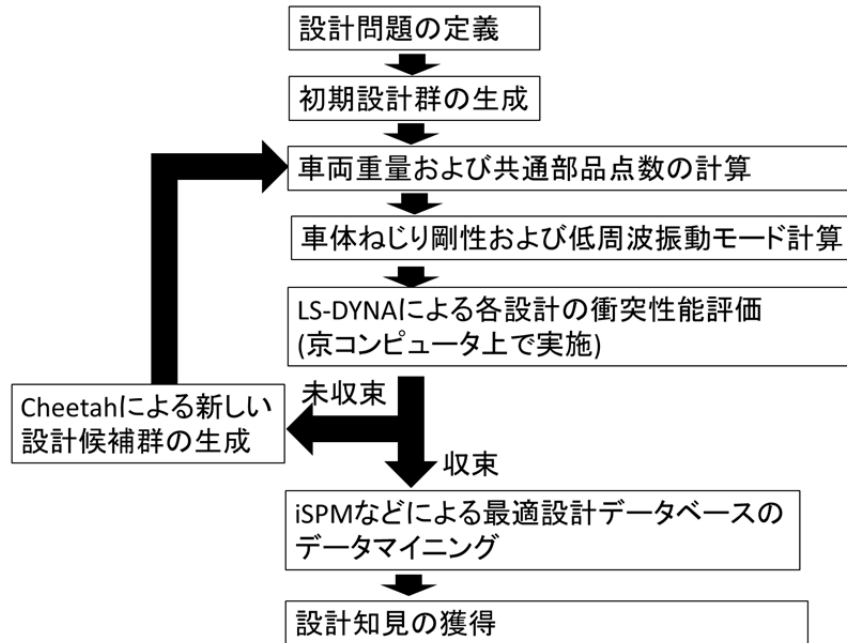 設計問題の定義
初期設計群の生成
車両重量および共通部品点数の計算
車体ねじり剛性および低周波振動モード計算
LS-DYNAによる各設計の衝突性能評価
(京コンピュータ上で実施)
未収束
Cheetahによる新しい
設計候補群の生成
収束
iSPMなどによる最適設計データベースの
データマイニング
設計知見の獲得